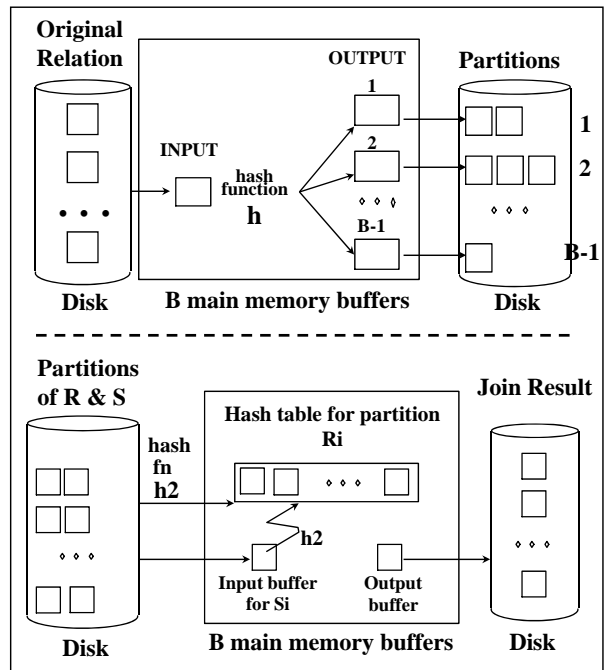 Original
Relation
OUTPUT
Partitions
1
1
INPUT
2
2
hash
function
h
B-1
B-1
Disk
B main memory buffers
Disk
Partitions
of R & S
Join Result
Hash table for partition
Ri
hash
fn
h2
h2
Input buffer
for Si
Output
buffer
Disk
B main memory buffers
Disk